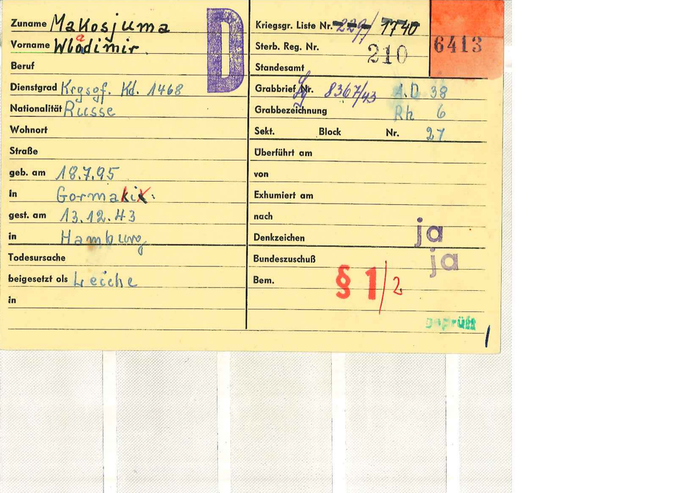 Zuname Makosjuma
Vorname Wladimir.
Beruf
Dienstgrad Krgsgf. Kd. 1468
Nationalität Russe
Wohnort
Straße
geb. am 18.7.95
in Gormakix.
gest. am 13.12.43
in Hamburg
Todesursache
beigesetzt als Leiche
in
D
Kriegsgr. Liste Nr. 229/ 1140
Sterb. Reg. Nr. 210
6413
Standesamt
Grabbrief Nr. 8367/43 A.D 38
Grabbezeichnung Rh 6
Sekt. Block Nr. 27
Überführt am
von
Exhumiert am
nach
Denkzeichen ja
Bundeszuschuß ja
Bem. § 1/2
Geprüft